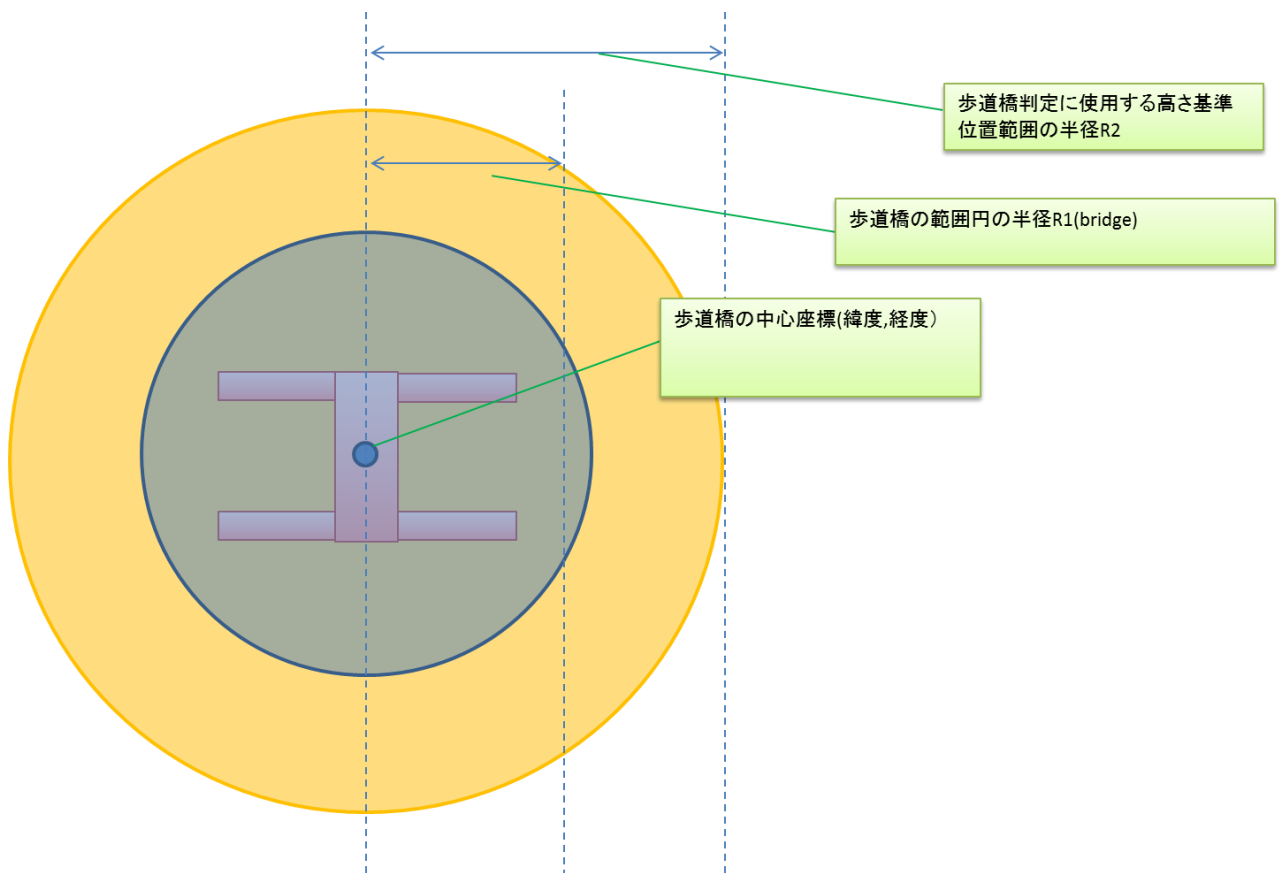 歩道橋判定に使用する高さ基準
位置範囲の半径R2
歩道橋の範囲円の半径R1(bridge)
歩道橋の中心座標(緯度,経度）